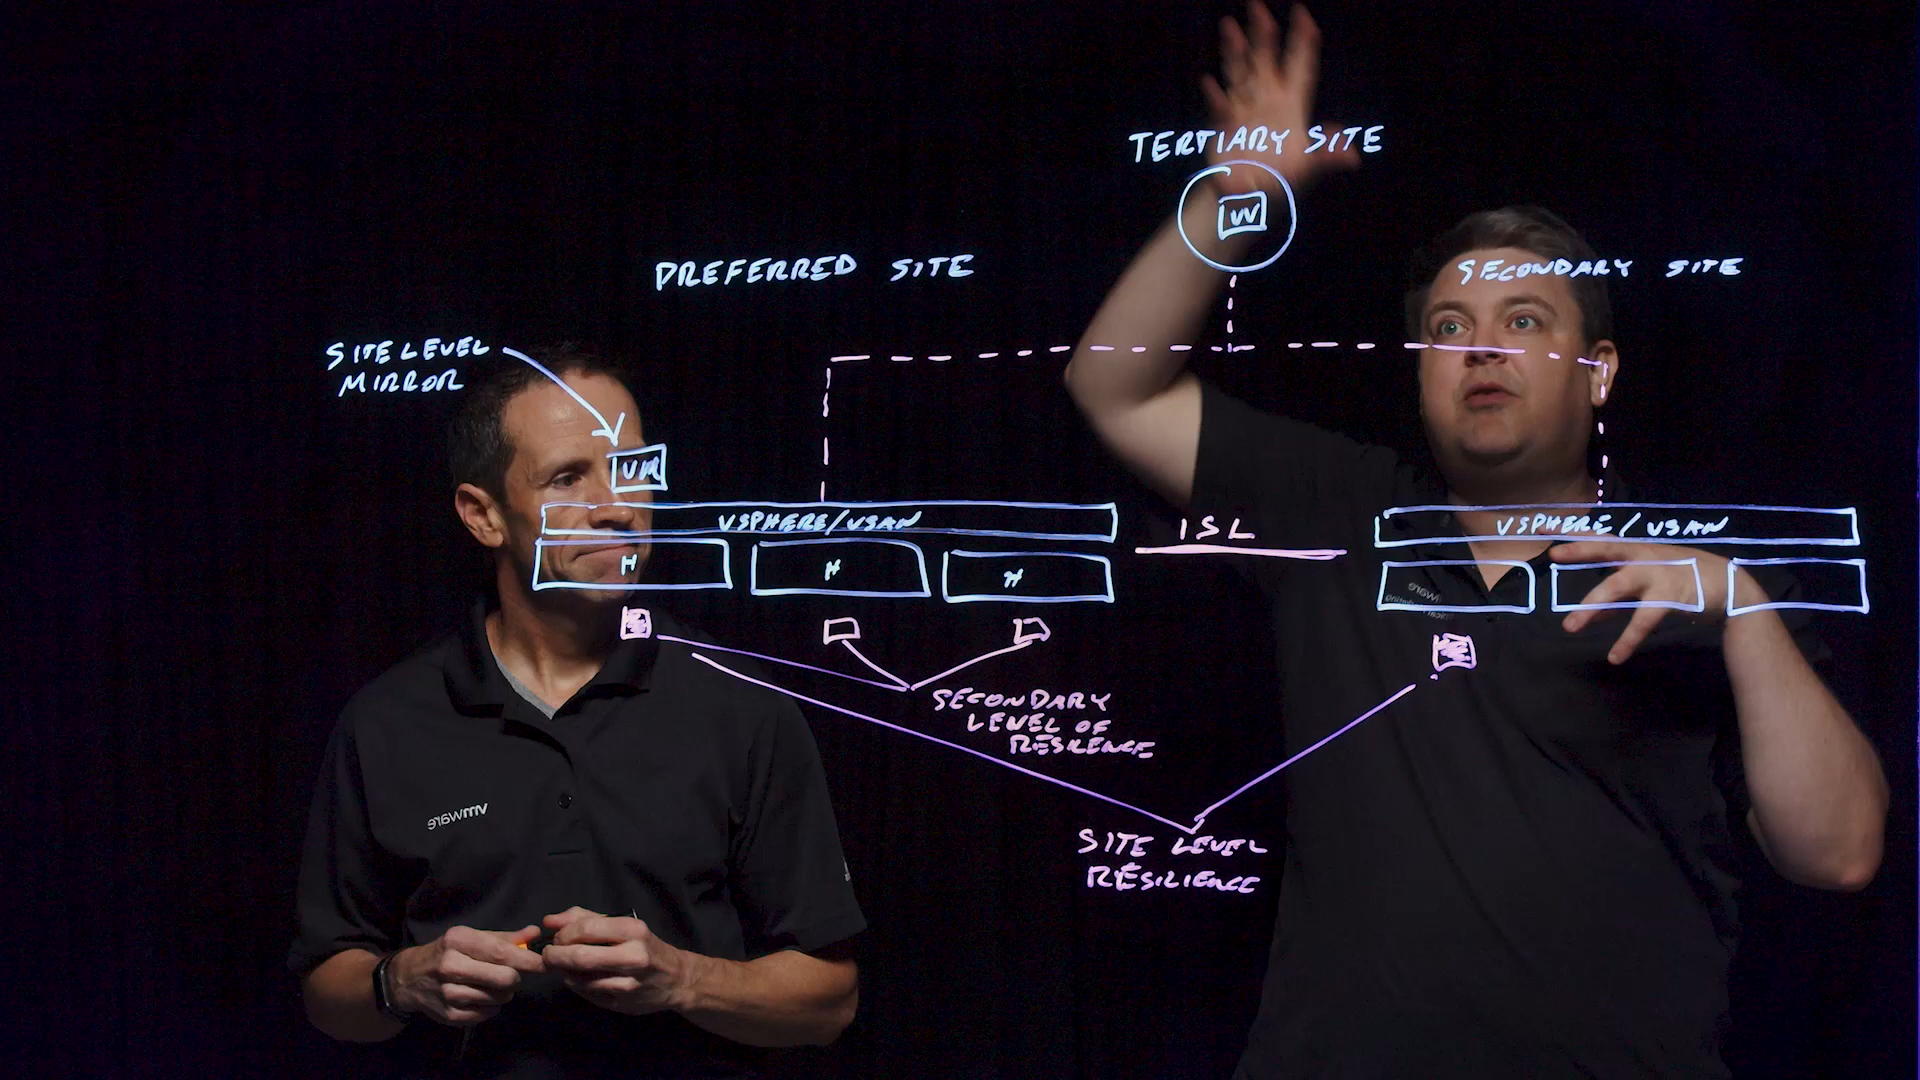 TERTIARY SITE
W
PREFERRED SITE
SECONDARY SITE
SITE LEVEL
MIRROR
VM
VSPHERE/VSAN
ISL
VSPHERE/VSAN
H
H
H
SECONDARY
LEVEL OF
RESILENCE
SITE LEVEL
RESILIENCE
vmware
vmware